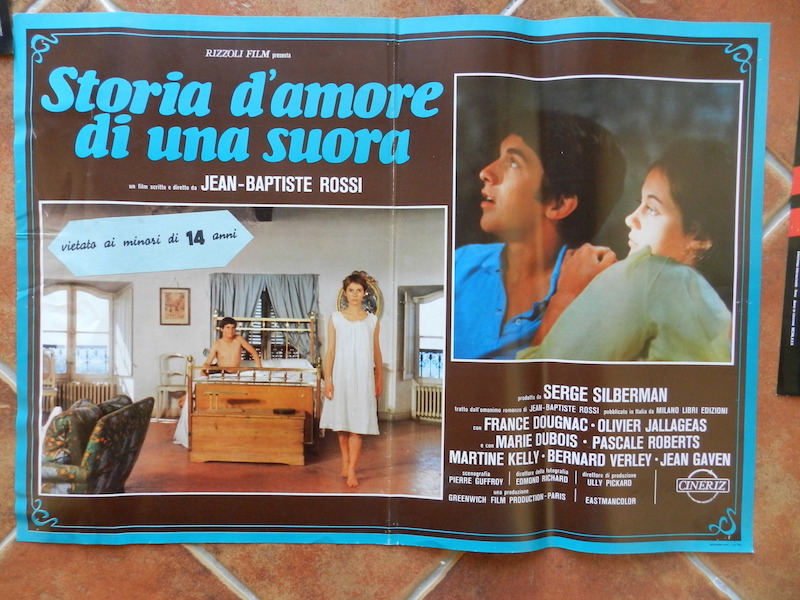 RIZZOLI FILM presenta
Storia d'amore
di una suora
un film scritto e diretto da JEAN-BAPTISTE ROSSI
vietato ai minori di 14 anni
prodotto da SERGE SILBERMAN
tratto dall'omonimo romanzo di JEAN-BAPTISTE ROSSI pubblicato in Italia da MILANO LIBRI EDIZIONI
con FRANCE DOUGNAC · OLIVIER JALLAGEAS
e con MARIE DUBOIS · PASCALE ROBERTS
MARTINE KELLY · BERNARD VERLEY · JEAN GAVEN
scenografia
PIERRE GUFFROY
direttore della fotografia
EDMOND RICHARD
direttore di produzione
ULLY PICKARD
una produzione
GREENWICH FILM PRODUCTION-PARIS
EASTMANCOLOR
CINERIZ